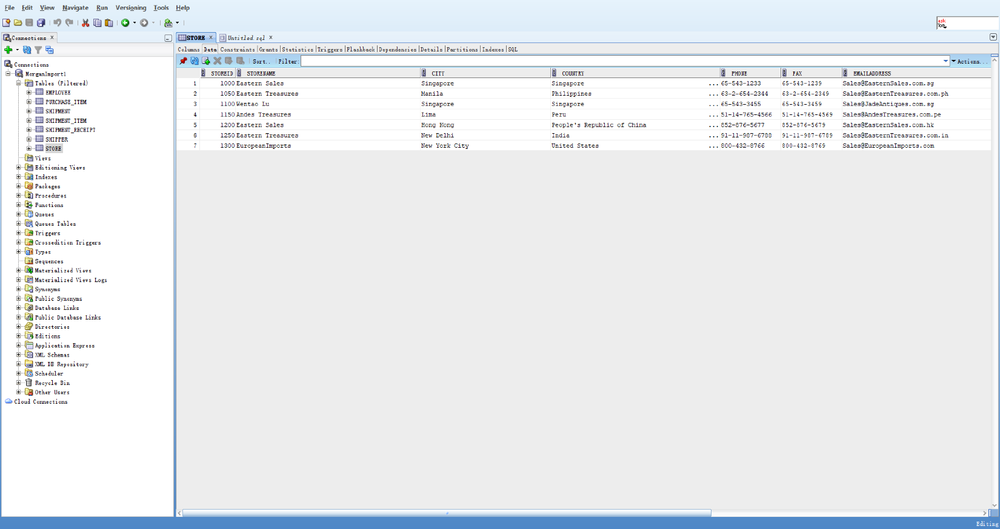 File Edit View Navigate Run Versioning Tools Help
SQL
ask
Tom
Connections x
STORE x Untitled.sql x
Columns Data Constraints Grants Statistics Triggers Flashback Dependencies Details Partitions Indexes SQL
Sort.. Filter: Actions...
STOREID STORENAME CITY COUNTRY PHONE FAX EMAILADDRESS
1 1000 Eastern Sales Singapore Singapore ... 65-543-1233 65-543-1239 Sales@EasternSales.com.sg
2 1050 Eastern Treasures Manila Philippines ... 63-2-654-2344 63-2-654-2349 Sales@EasternTreasures.com.ph
3 1100 Wentao Lu Singapore Singapore ... 65-543-3455 65-543-3459 Sales@JadeAntiques.com.sg
4 1150 Andes Treasures Lima Peru ... 51-14-765-4566 51-14-765-4569 Sales@AndesTreasures.com.pe
5 1200 Eastern Sales Hong Kong People's Republic of China ... 852-876-5677 852-876-5679 Sales@EasternSales.com.hk
6 1250 Eastern Treasures New Delhi India ... 91-11-987-6788 91-11-987-6789 Sales@EasternTreasures.com.in
7 1300 EuropeanImports New York City United States ... 800-432-8766 800-432-8769 Sales@EuropeanImports.com
Connections
MorganImport1
Tables (Filtered)
EMPLOYEE
PURCHASE_ITEM
SHIPMENT
SHIPMENT_ITEM
SHIPMENT_RECEIPT
SHIPPER
STORE
Views
Editioning Views
Indexes
Packages
Procedures
Functions
Queues
Queues Tables
Triggers
Crossedition Triggers
Types
Sequences
Materialized Views
Materialized Views Logs
Synonyms
Public Synonyms
Database Links
Public Database Links
Directories
Editions
Application Express
XML Schemas
XML DB Repository
Scheduler
Recycle Bin
Other Users
Cloud Connections
Editing